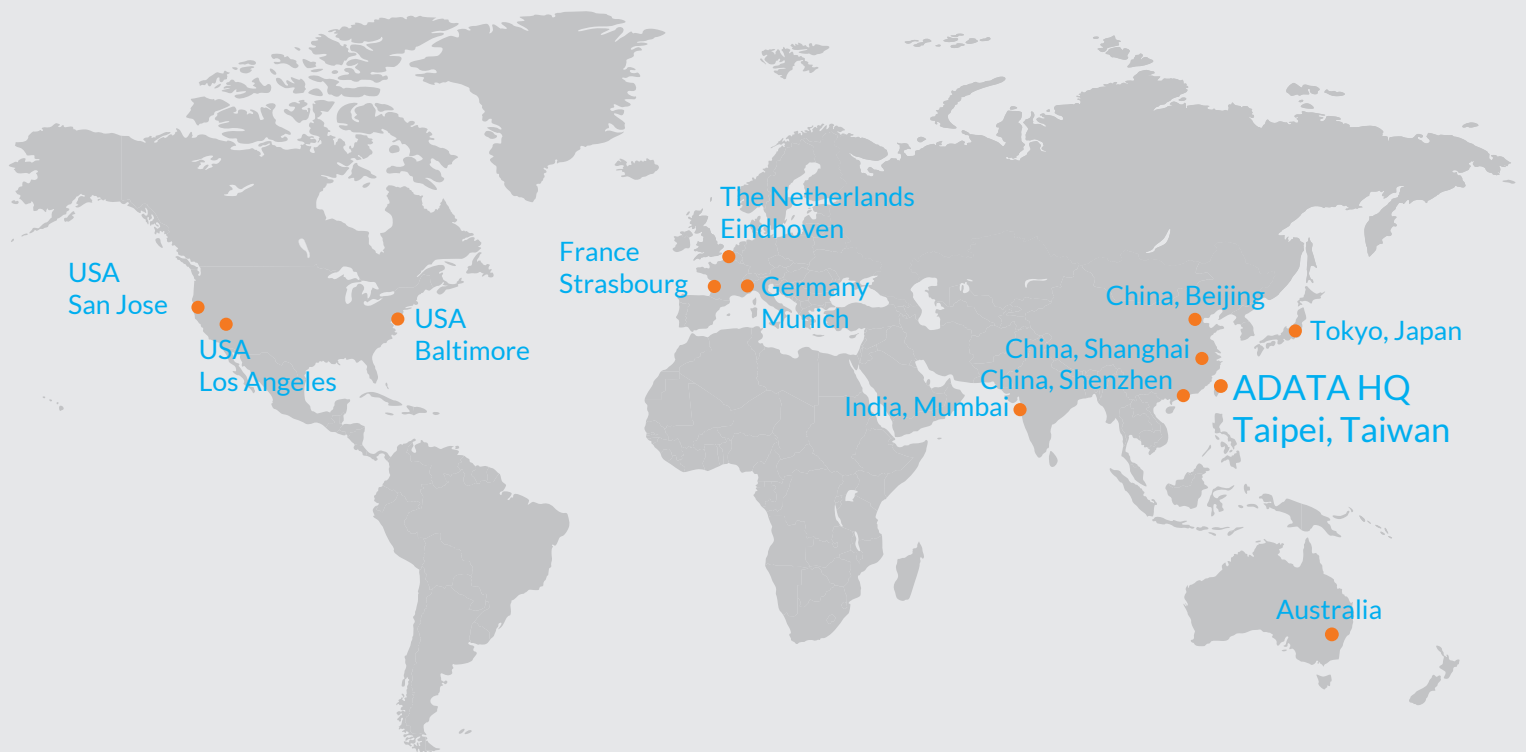 The Netherlands
Eindhoven
France
Strasbourg
Germany
Munich
USA
San Jose
USA
Los Angeles
USA
Baltimore
China, Beijing
Tokyo, Japan
China, Shanghai
China, Shenzhen
India, Mumbai
ADATA HQ
Taipei, Taiwan
Australia